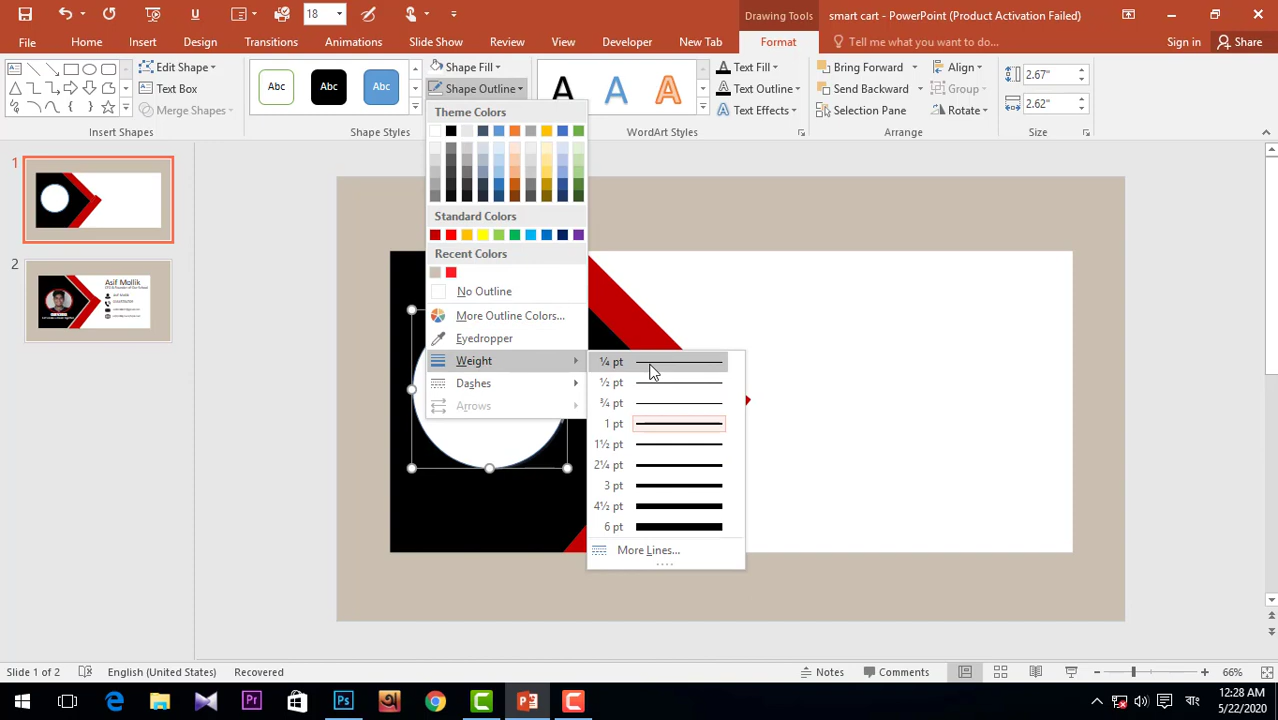 18
Drawing Tools
smart cart - PowerPoint (Product Activation Failed)
File
Home
Insert
Design
Transitions
Animations
Slide Show
Review
View
Developer
New Tab
Format
Tell me what you want to do...
Sign in
Share
Edit Shape
Text Box
Merge Shapes
Insert Shapes
Abc
Abc
Abc
Shape Styles
Shape Fill
Shape Outline
A
A
A
WordArt Styles
Text Fill
Text Outline
Text Effects
Bring Forward
Send Backward
Selection Pane
Align
Group
Rotate
Arrange
2.67"
2.62"
Size
Theme Colors
Standard Colors
Recent Colors
No Outline
More Outline Colors...
Eyedropper
Weight
Dashes
Arrows
¼ pt
½ pt
¾ pt
1 pt
1½ pt
2¼ pt
3 pt
4½ pt
6 pt
More Lines...
1
2
Asif Mollik
Slide 1 of 2
English (United States)
Recovered
Notes
Comments
66%
Pr
Ps
বাং
12:28 AM
5/22/2020